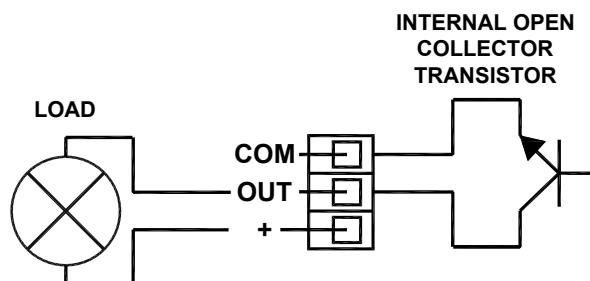 INTERNAL OPEN
COLLECTOR
TRANSISTOR
LOAD
COM
OUT
+